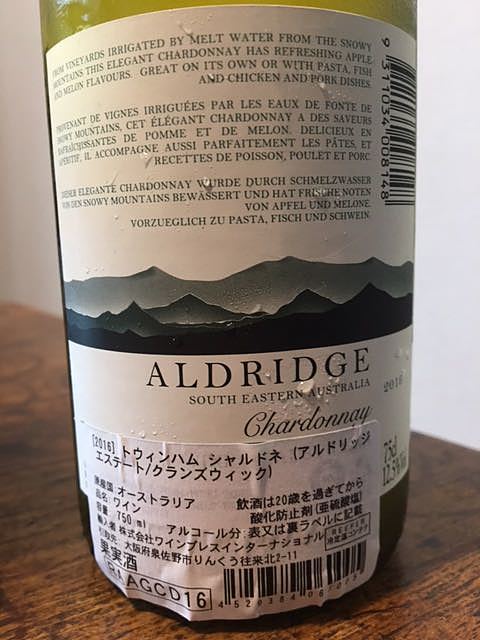 FROM VINEYARDS IRRIGATED BY MELT WATER FROM THE SNOWY
MOUNTAINS THIS ELEGANT CHARDONNAY HAS REFRESHING APPLE
AND MELON FLAVOURS. GREAT ON ITS OWN OR WITH PASTA, FISH
AND CHICKEN AND PORK DISHES.
PROVENANT DE VIGNES IRRIGUÉES PAR LES EAUX DE FONTE DE
SNOWY MOUNTAINS, CET ÉLÉGANT CHARDONNAY A DES SAVEURS
RAFRAÎCHISSANTES DE POMME ET DE MELON. DELICIEUX EN
APÉRITIF, IL ACCOMPAGNE AUSSI PARFAITEMENT LES PÂTES, ET
RECETTES DE POISSON, POULET ET PORC.
DIESER ELEGANTE CHARDONNAY WURDE DURCH SCHMELZWASSER
VON DEN SNOWY MOUNTAINS BEWÄSSERT UND HAT FRISCHE NOTEN
VON APFEL UND MELONE.
VORZUEGLICH ZU PASTA, FISCH UND SCHWEIN.
9 311034 008148
ALDRIDGE
SOUTH EASTERN AUSTRALIA
2016
Chardonnay
75cl
12.5%
[2016] トウィンハム シャルドネ (アルドリッジ
エステート/クランズウィック)
原産国 オーストラリア
品名: ワイン
飲酒は20歳を過ぎてから
容量 750 ml
酸化防止剤(亜硫酸塩)
アルコール分:表又は裏ラベルに記載
輸入者 株式会社ワインプレスインターナショナル
引取先: 大阪府泉佐野市りんくう往来北2-11
果実酒
AGCD16